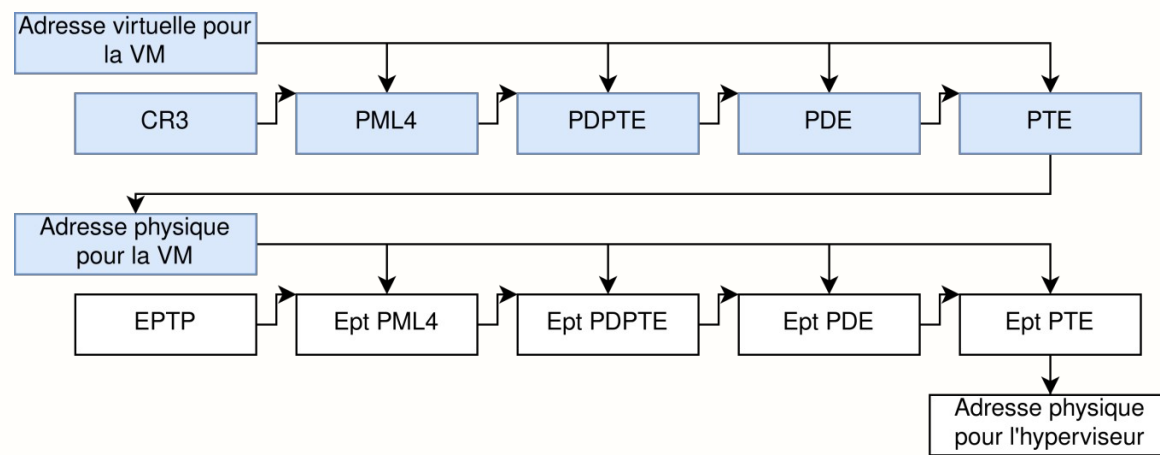 Adresse virtuelle pour
la VM
CR3
PML4
PDPTE
PDE
PTE
Adresse physique
pour la VM
EPTP
Ept PML4
Ept PDPTE
Ept PDE
Ept PTE
Adresse physique
pour l'hyperviseur